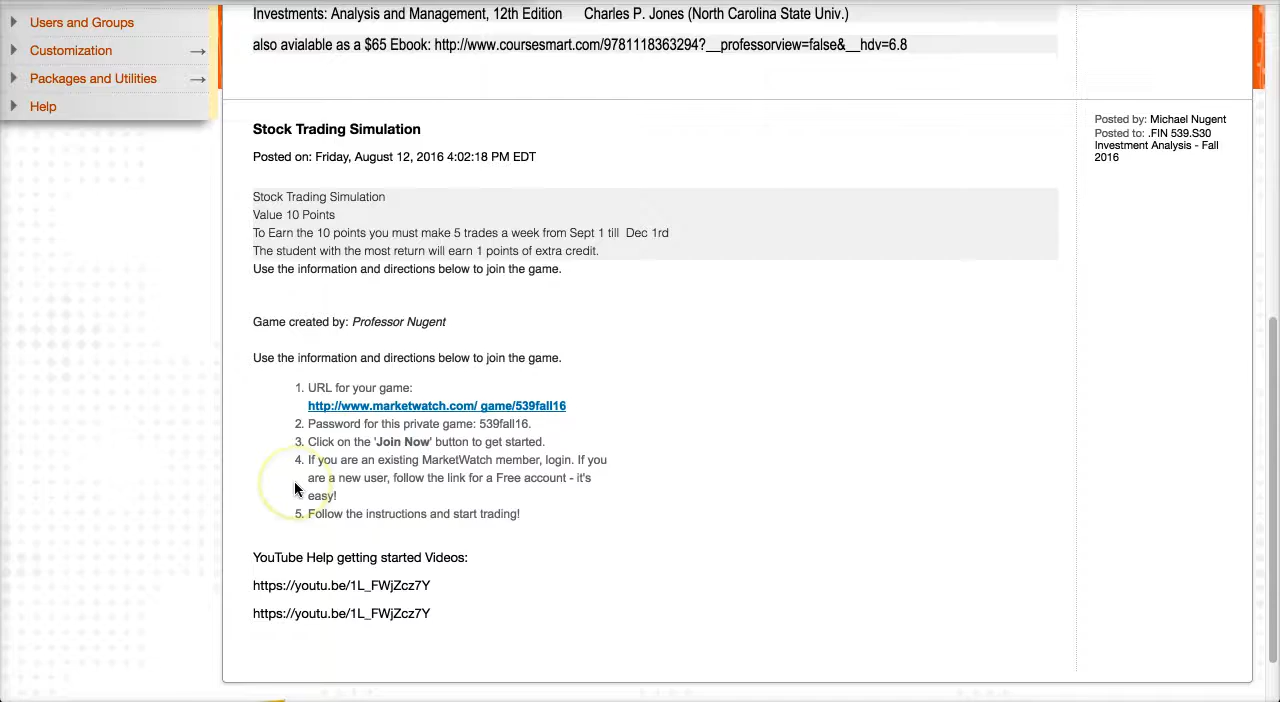 Users and Groups
Customization
Packages and Utilities
Help
Investments: Analysis and Management, 12th Edition Charles P. Jones (North Carolina State Univ.)
also avialable as a $65 Ebook: http://www.coursesmart.com/9781118363294?__professorview=false&__hdv=6.8
Stock Trading Simulation
Posted on: Friday, August 12, 2016 4:02:18 PM EDT
Stock Trading Simulation
Value 10 Points
To Earn the 10 points you must make 5 trades a week from Sept 1 till Dec 1rd
The student with the most return will earn 1 points of extra credit.
Use the information and directions below to join the game.
Game created by: Professor Nugent
Use the information and directions below to join the game.
1. URL for your game:
http://www.marketwatch.com/ game/539fall16
2. Password for this private game: 539fall16.
3. Click on the 'Join Now' button to get started.
4. If you are an existing MarketWatch member, login. If you
are a new user, follow the link for a Free account - it's
easy!
5. Follow the instructions and start trading!
YouTube Help getting started Videos:
https://youtu.be/1L_FWjZcz7Y
https://youtu.be/1L_FWjZcz7Y
Posted by: Michael Nugent
Posted to: .FIN 539.S30
Investment Analysis - Fall
2016